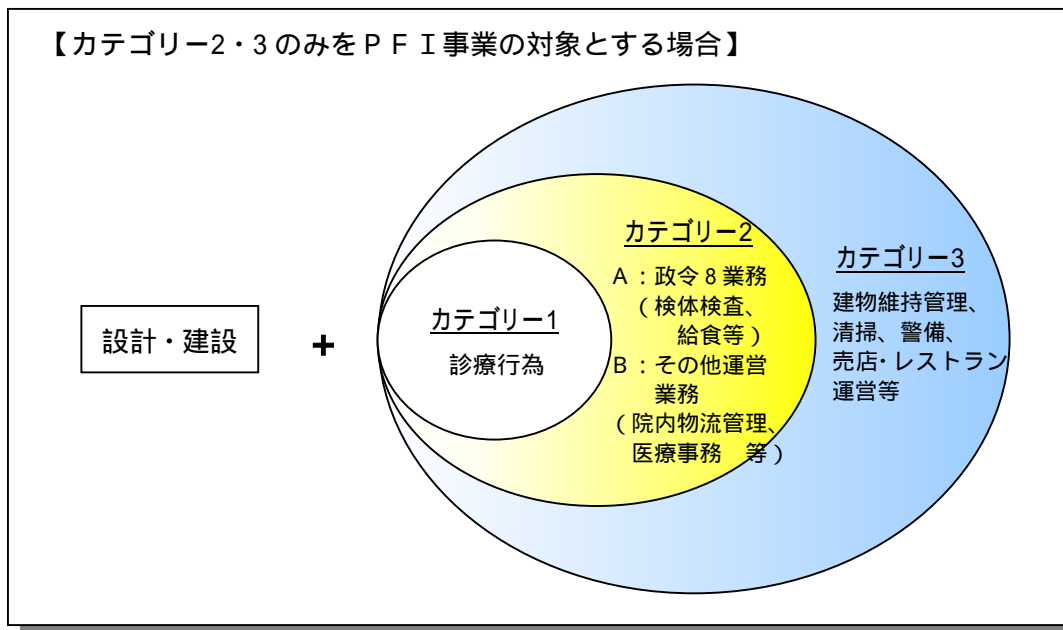 【カテゴリー2・3のみをＰＦＩ事業の対象とする場合】
設計・建設
+
カテゴリー1
診療行為
カテゴリー2
A：政令８業務
（検体検査、
給食等）
B：その他運営
業務
（院内物流管理、
医療事務　等）
カテゴリー3
建物維持管理、
清掃、警備、
売店・レストラン
運営等